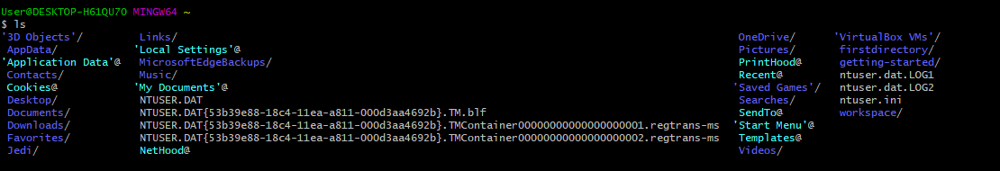 User@DESKTOP-H61QU7O MINGW64 ~
$ ls
'3D Objects'/ Links/ OneDrive/ 'VirtualBox VMs'/
AppData/ 'Local Settings'@ Pictures/ firstdirectory/
'Application Data'@ MicrosoftEdgeBackups/ PrintHood@ getting-started/
Contacts/ Music/ Recent@ ntuser.dat.LOG1
Cookies@ 'My Documents'@ 'Saved Games'/ ntuser.dat.LOG2
Desktop/ NTUSER.DAT Searches/ ntuser.ini
Documents/ NTUSER.DAT{53b39e88-18c4-11ea-a811-000d3aa4692b}.TM.blf SendTo@ workspace/
Downloads/ NTUSER.DAT{53b39e88-18c4-11ea-a811-000d3aa4692b}.TMContainer00000000000000000001.regtrans-ms 'Start Menu'@
Favorites/ NTUSER.DAT{53b39e88-18c4-11ea-a811-000d3aa4692b}.TMContainer00000000000000000002.regtrans-ms Templates@
Jedi/ NetHood@ Videos/